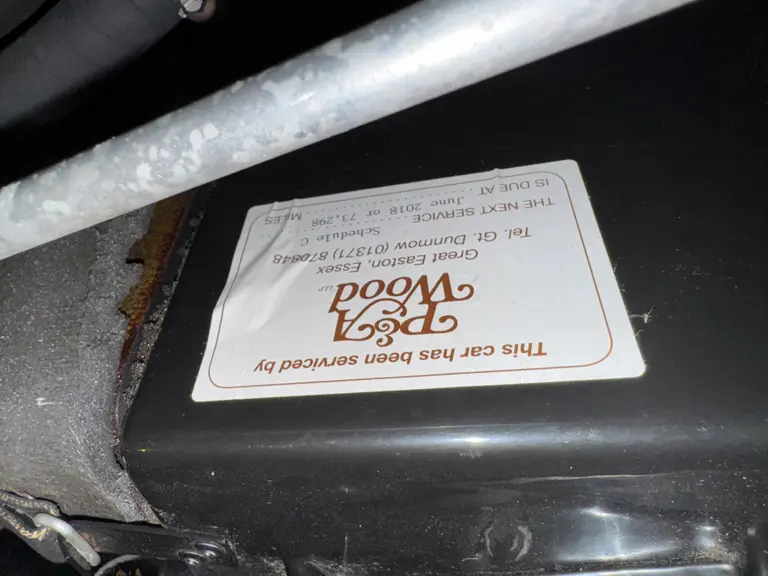 This car has been serviced by
P&A
Wood
Great Easton, Essex
Tel. Gt. Dunmow (01371) 870848
Schedule C
THE NEXT SERVICE
June 2018 or 73,298
IS DUE AT .................... MILES